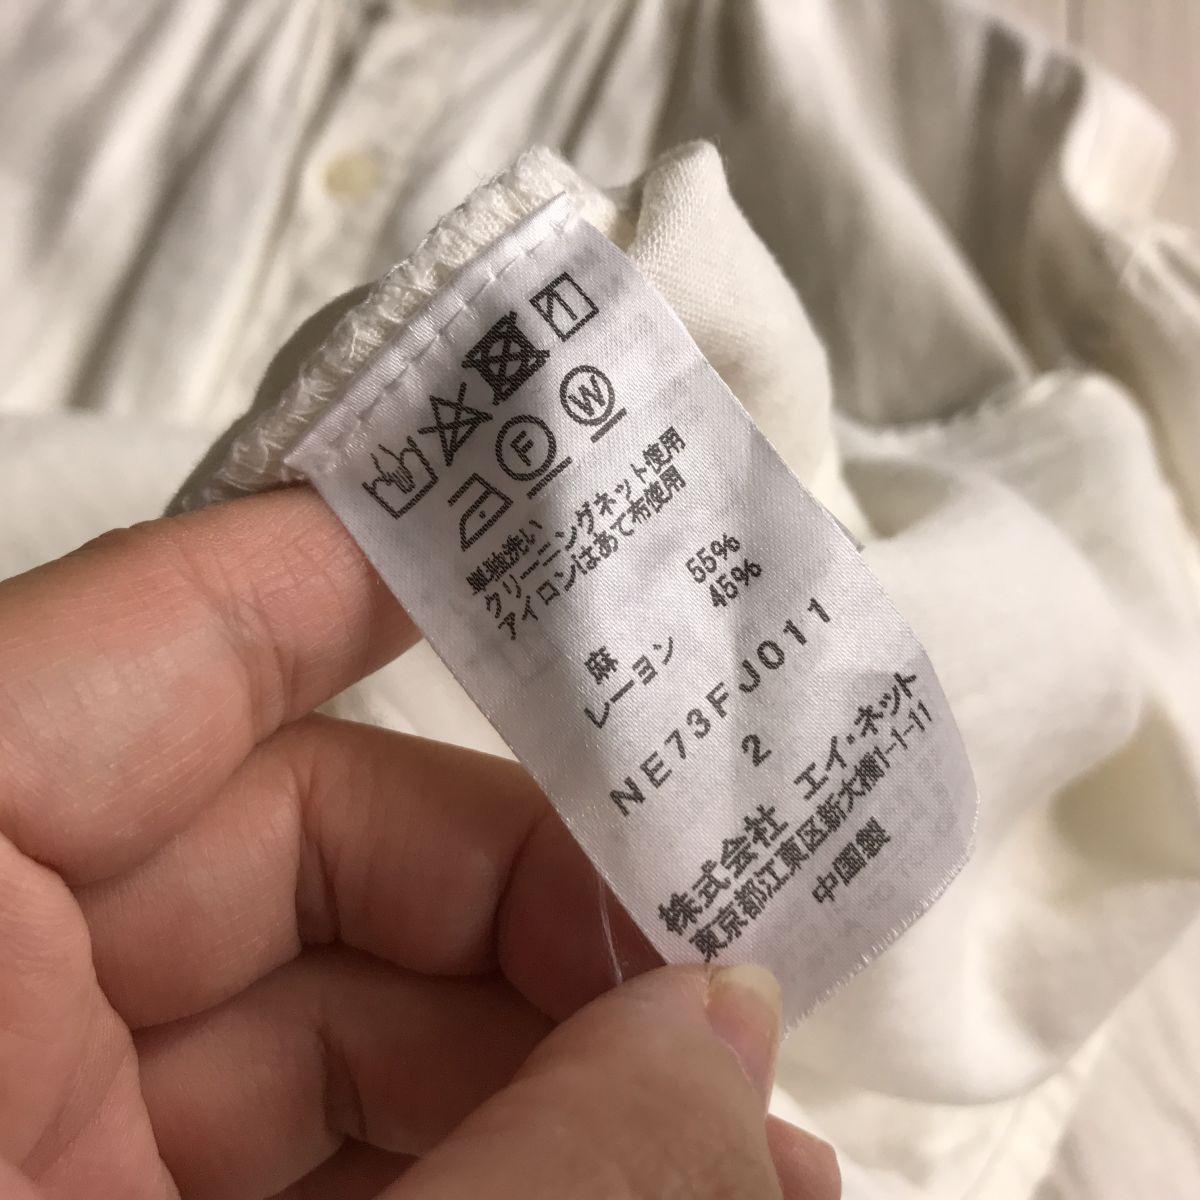 F
W
単独洗い
クリーニングネット使用
アイロンはあて布使用
麻 55%
レーヨン 45%
NE73FJ011
2
株式会社 エイ・ネット
東京都江東区新大橋1-1-11
中国製